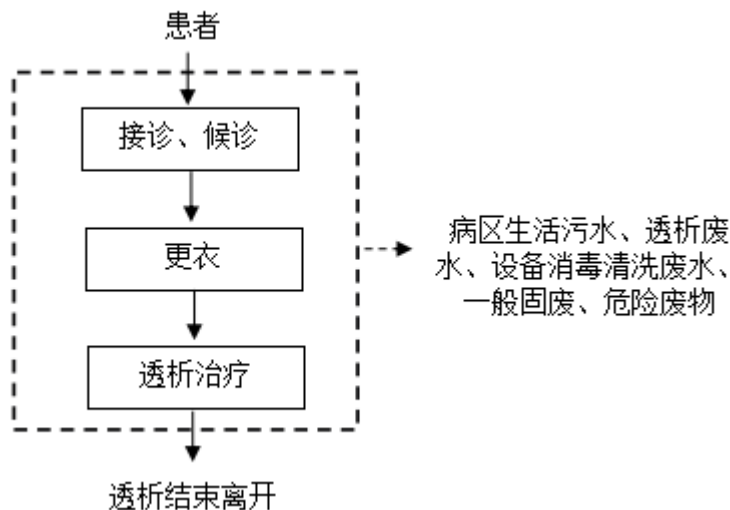 患者
接诊、候诊
更衣
病区生活污水、透析废
水、设备消毒清洗废水、
一般固废、危险废物
透析治疗
透析结束离开